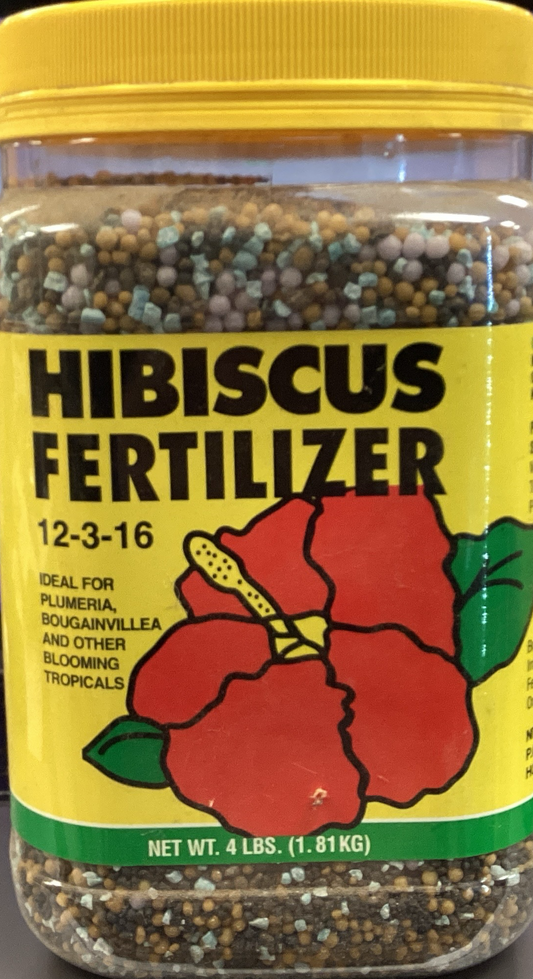 HIBISCUS
FERTILIZER
12-3-16
IDEAL FOR
PLUMERIA,
BOUGAINVILLEA
AND OTHER
BLOOMING
TROPICALS
NET WT. 4 LBS. (1.81KG)